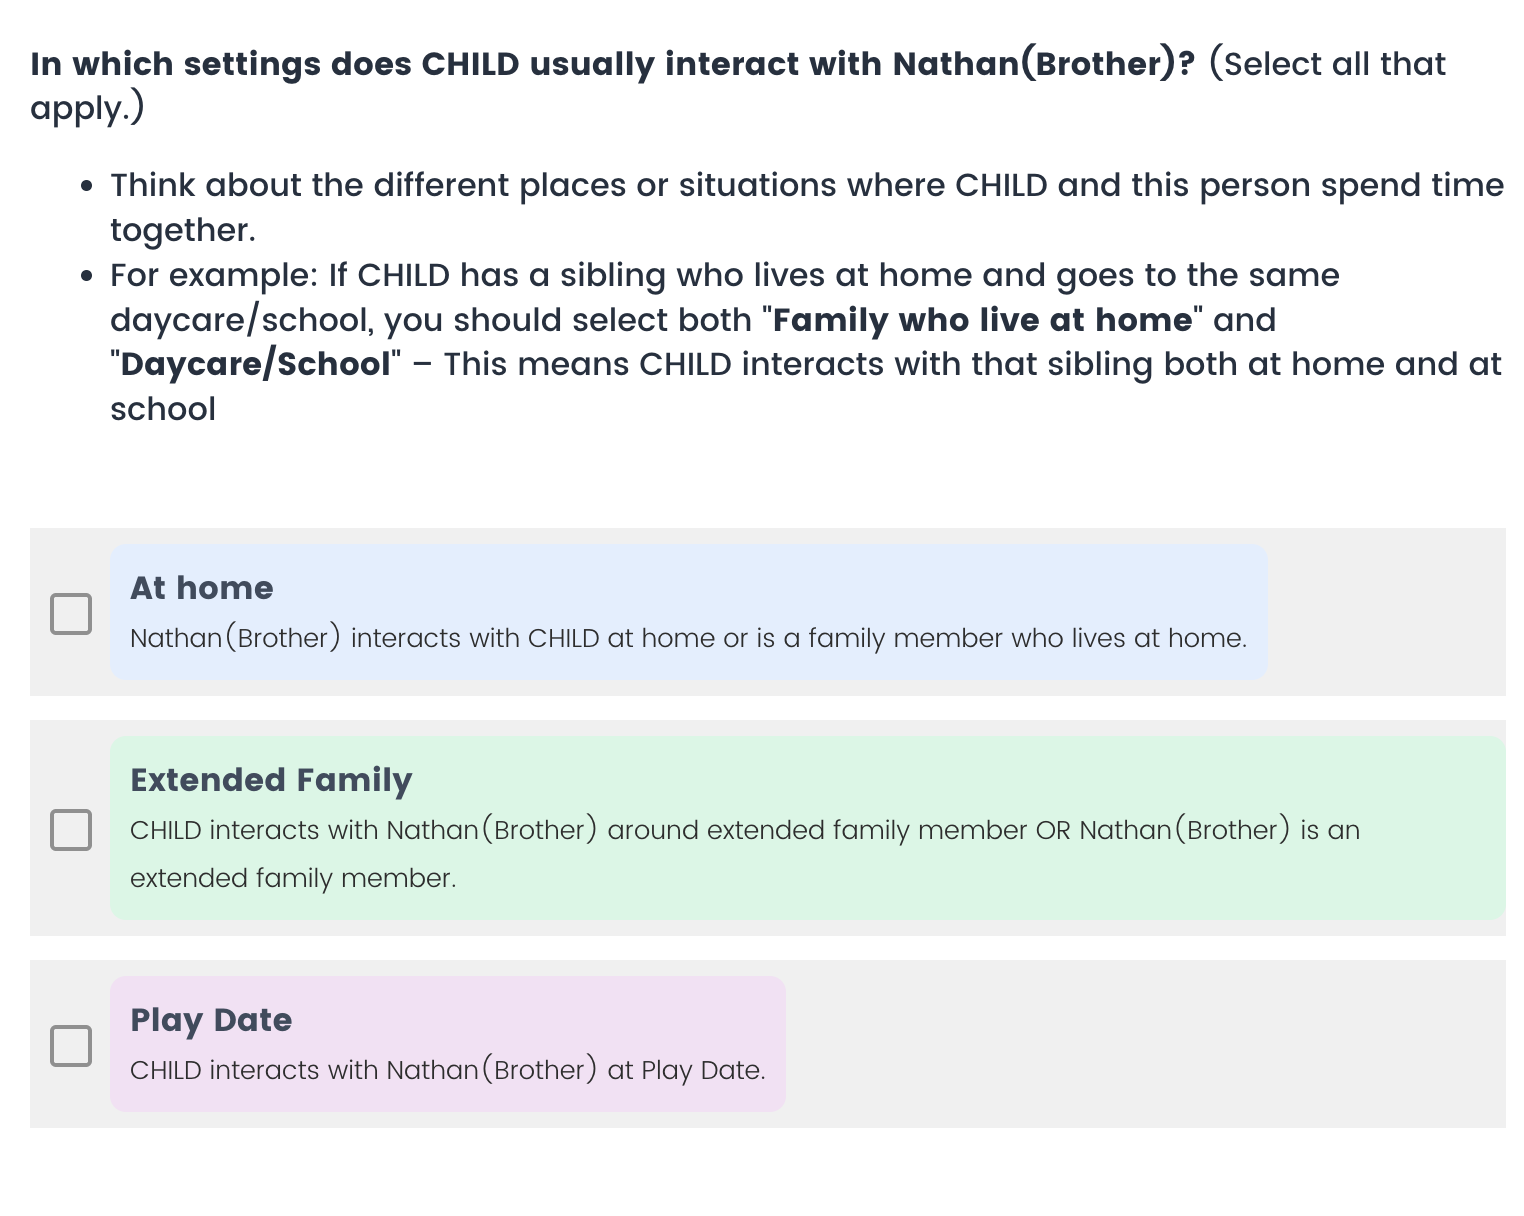 In which settings does CHILD usually interact with Nathan(Brother)? (Select all that
apply.)
• Think about the different places or situations where CHILD and this person spend time
together.
• For example: If CHILD has a sibling who lives at home and goes to the same
daycare/school, you should select both "Family who live at home" and
"Daycare/School" – This means CHILD interacts with that sibling both at home and at
school
At home
Nathan(Brother) interacts with CHILD at home or is a family member who lives at home.
Extended Family
CHILD interacts with Nathan(Brother) around extended family member OR Nathan(Brother) is an
extended family member.
Play Date
CHILD interacts with Nathan(Brother) at Play Date.